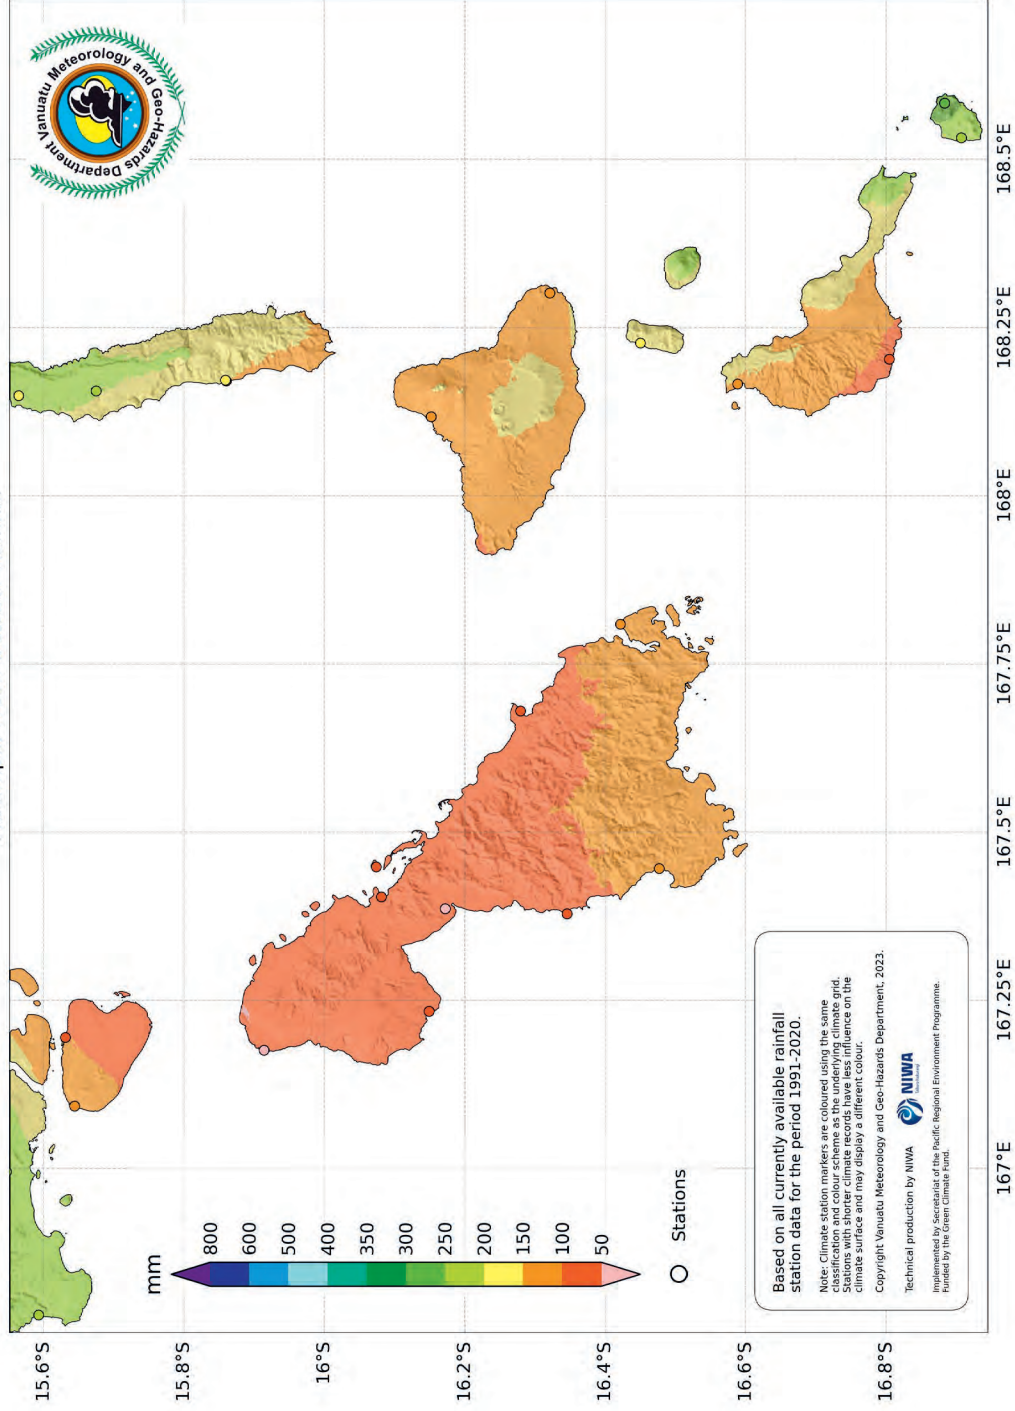 Vanuatu Meteorology and Geo-Hazards Department
15.6°S
15.8°S
16°S
16.2°S
16.4°S
16.6°S
16.8°S
mm
800
600
500
400
350
300
250
200
150
100
50
Stations
Based on all currently available rainfall
station data for the period 1991-2020.
Note: Climate station markers are coloured using the same
classification and colour scheme as the underlying climate grid.
Stations with shorter climate records have less influence on the
climate surface and may display a different colour.
Copyright Vanuatu Meteorology and Geo-Hazards Department, 2023.
Technical production by NIWA
NIWA
Implemented by Secretariat of the Pacific Regional Environment Programme.
Funded by the Green Climate Fund.
167°E
167.25°E
167.5°E
167.75°E
168°E
168.25°E
168.5°E